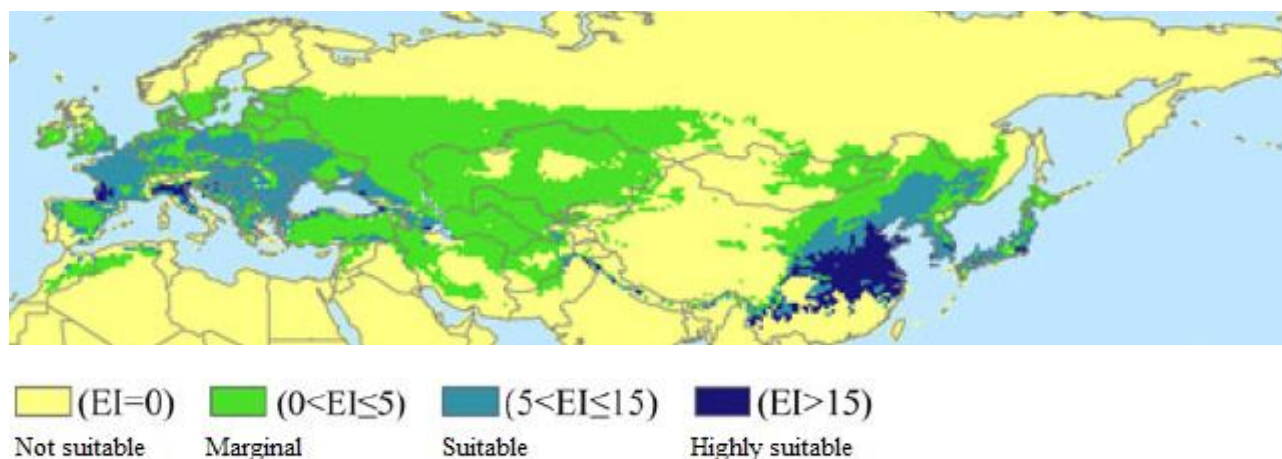 (EI=0) (0<EI≤5) (5<EI≤15) (EI>15)
Not suitable Marginal Suitable Highly suitable